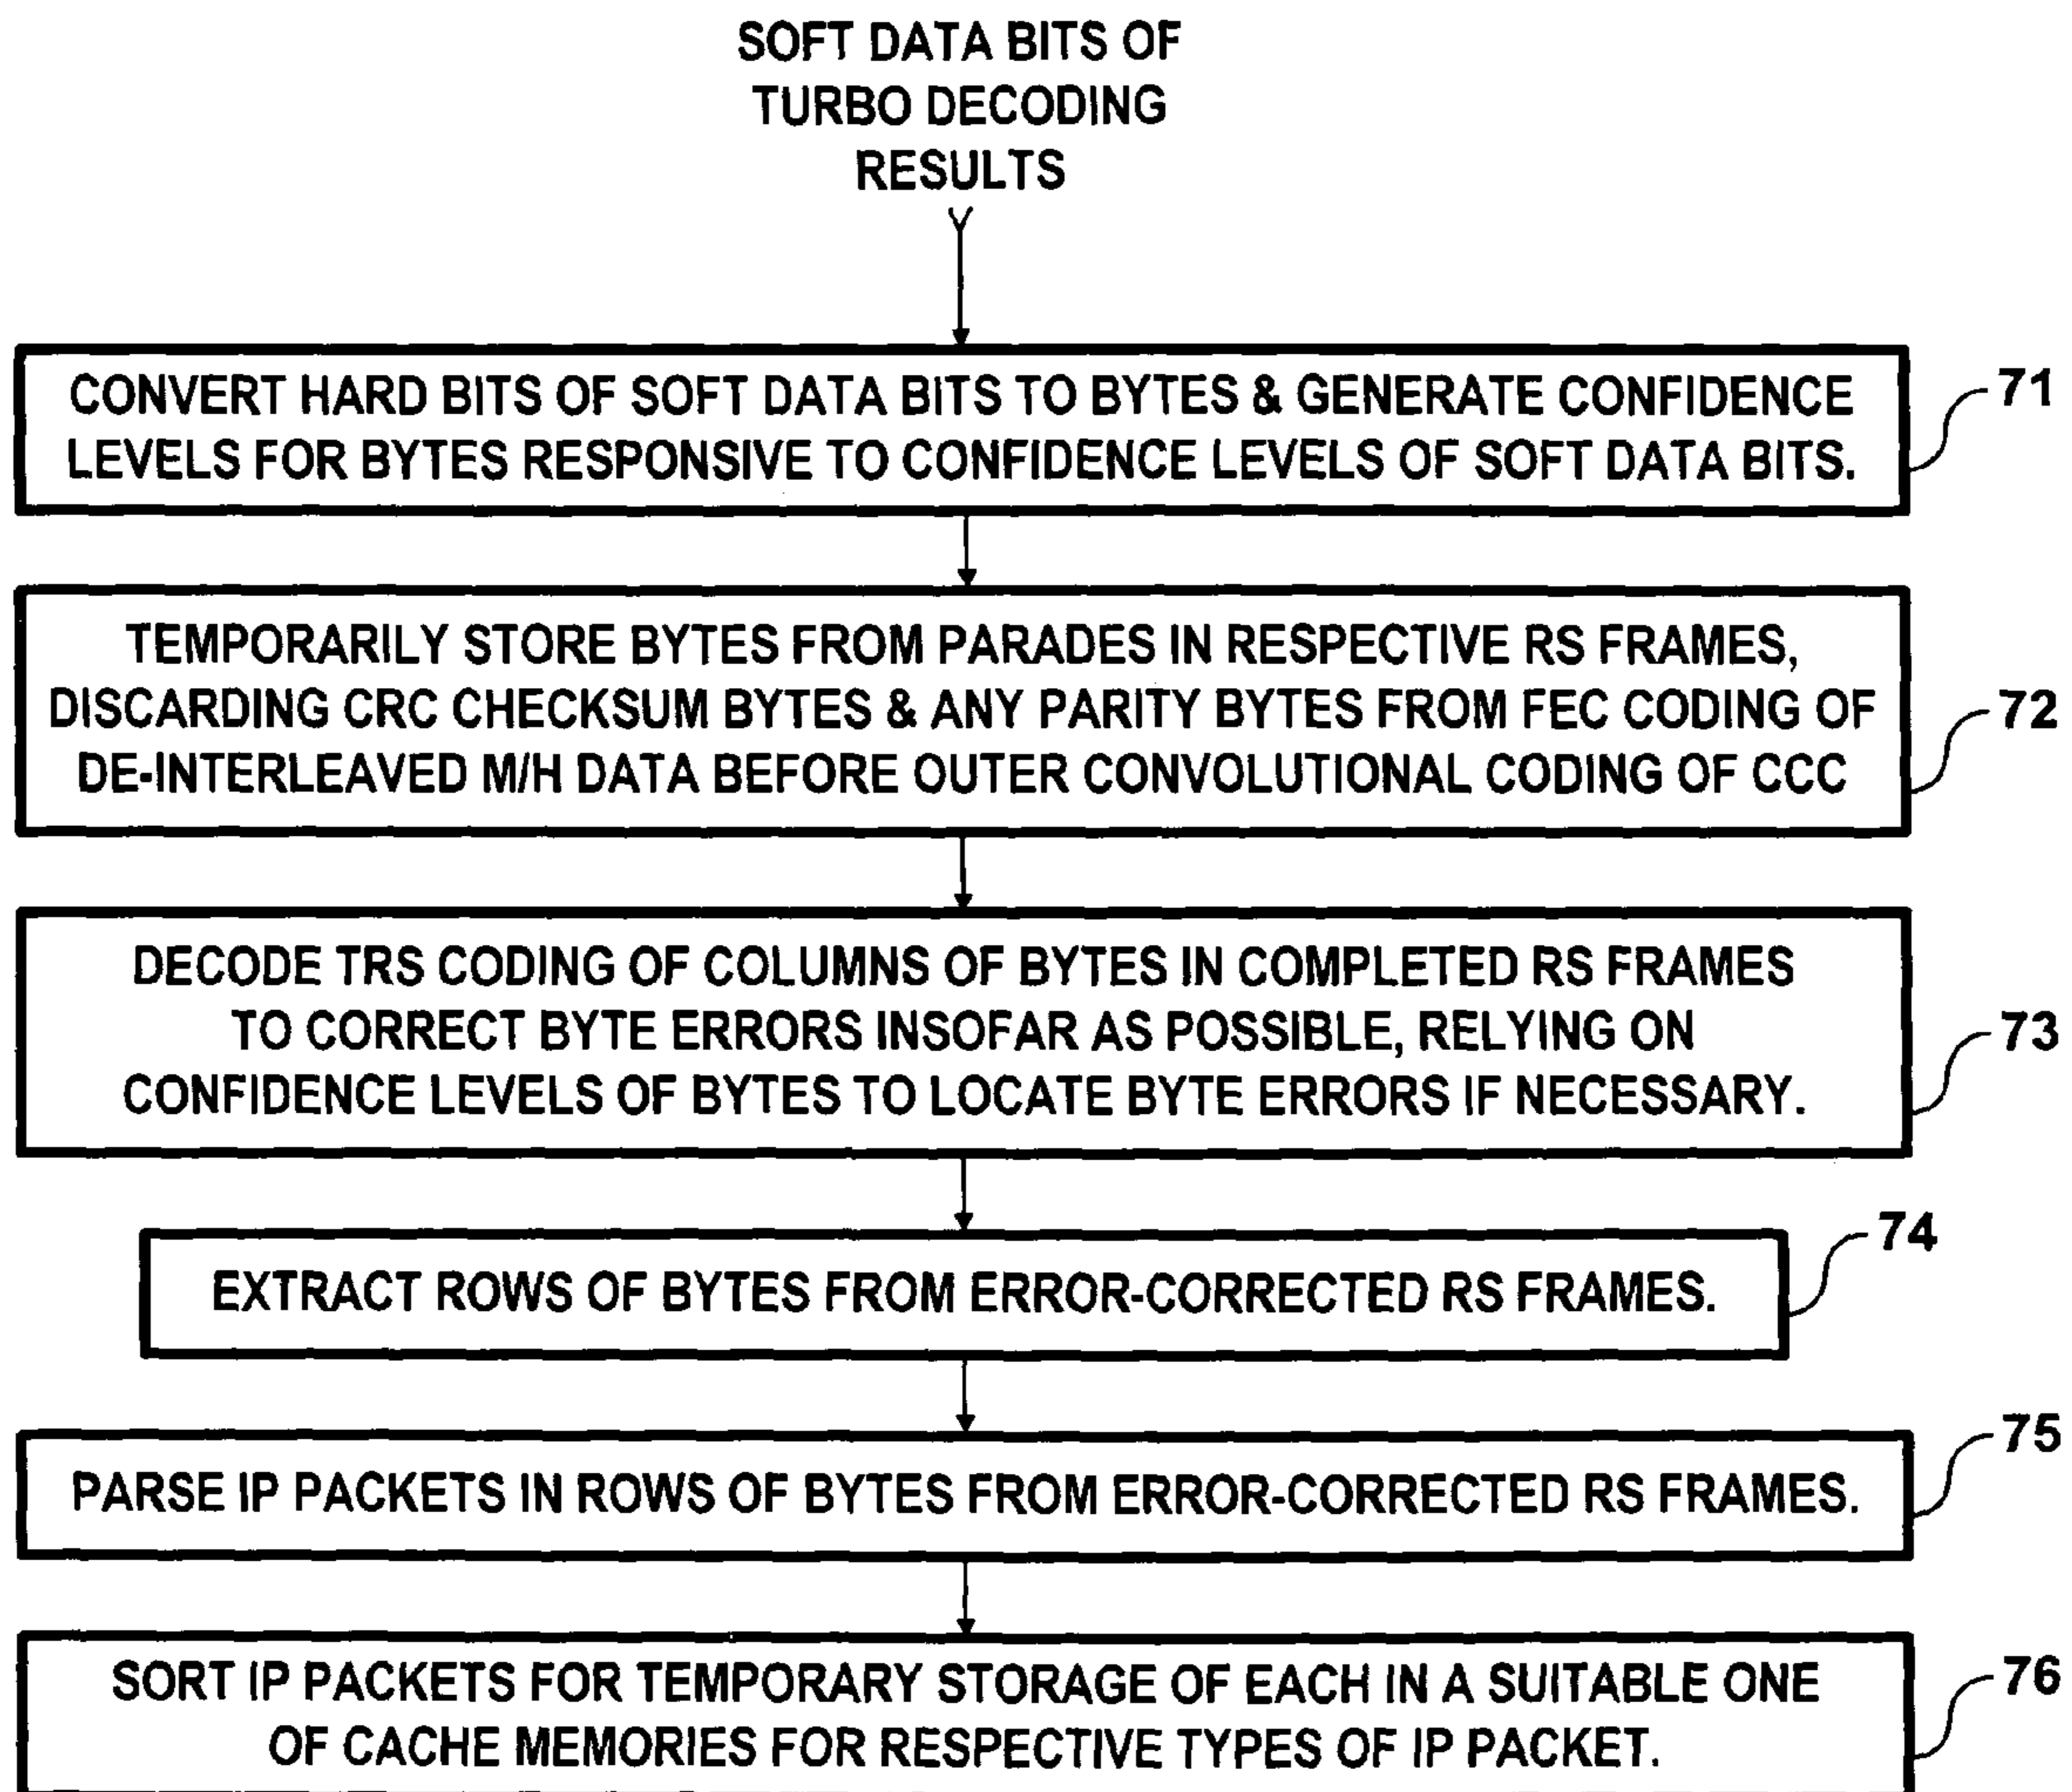 SOFT DATA BITS OF
TURBO DECODING
RESULTS
CONVERT HARD BITS OF SOFT DATA BITS TO BYTES & GENERATE CONFIDENCE
LEVELS FOR BYTES RESPONSIVE TO CONFIDENCE LEVELS OF SOFT DATA BITS.
71
TEMPORARILY STORE BYTES FROM PARADES IN RESPECTIVE RS FRAMES,
DISCARDING CRC CHECKSUM BYTES & ANY PARITY BYTES FROM FEC CODING OF
DE-INTERLEAVED M/H DATA BEFORE OUTER CONVOLUTIONAL CODING OF CCC
72
DECODE TRS CODING OF COLUMNS OF BYTES IN COMPLETED RS FRAMES
TO CORRECT BYTE ERRORS INSOFAR AS POSSIBLE, RELYING ON
CONFIDENCE LEVELS OF BYTES TO LOCATE BYTE ERRORS IF NECESSARY.
73
EXTRACT ROWS OF BYTES FROM ERROR-CORRECTED RS FRAMES.
74
PARSE IP PACKETS IN ROWS OF BYTES FROM ERROR-CORRECTED RS FRAMES.
75
SORT IP PACKETS FOR TEMPORARY STORAGE OF EACH IN A SUITABLE ONE
OF CACHE MEMORIES FOR RESPECTIVE TYPES OF IP PACKET.
76